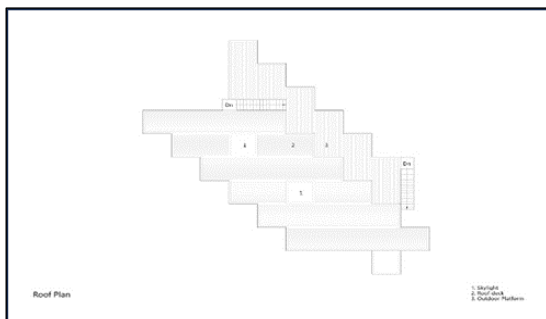 Dn
1
2
3
Dn
1
Roof Plan
1. Skylight
2. Roof deck
3. Outdoor Platform